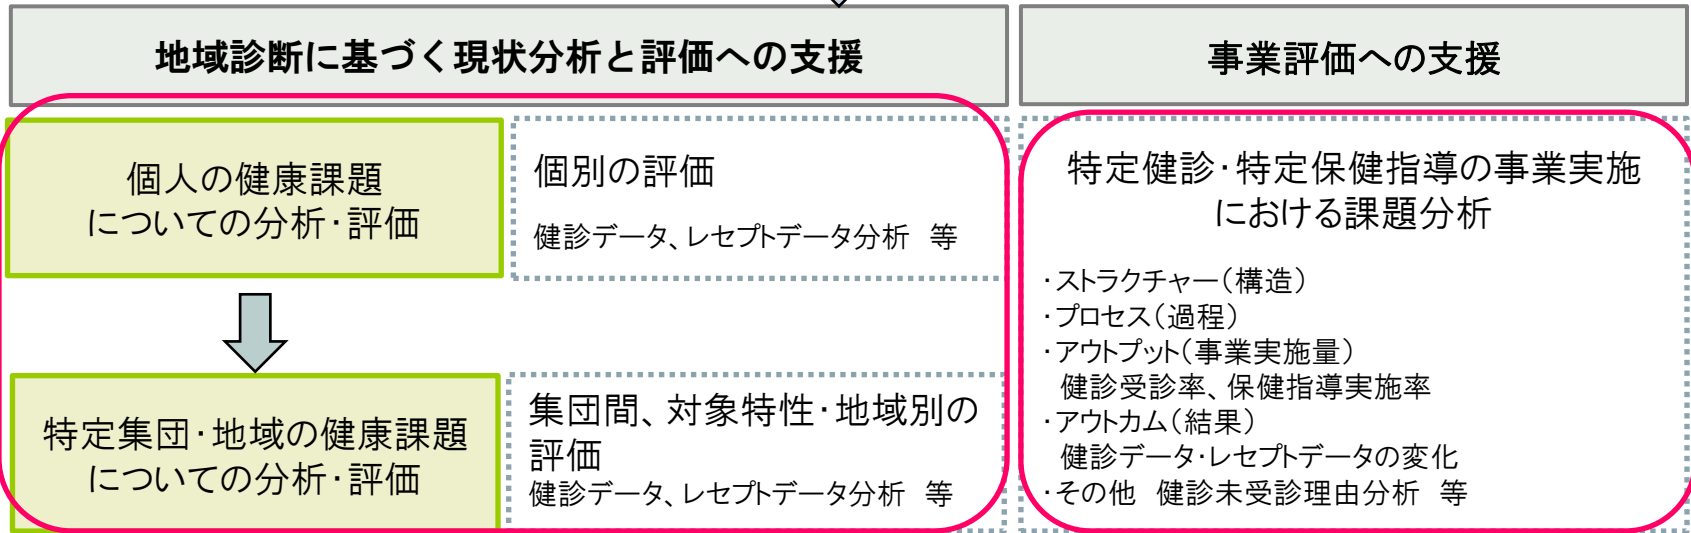 地域診断に基づく現状分析と評価への支援
事業評価への支援
個人の健康課題
についての分析・評価
個別の評価
健診データ、レセプトデータ分析　等
特定集団・地域の健康課題
についての分析・評価
集団間、対象特性・地域別の
評価
健診データ、レセプトデータ分析　等
特定健診・特定保健指導の事業実施
における課題分析
・ストラクチャー（構造）
・プロセス（過程）
・アウトプット（事業実施量）
健診受診率、保健指導実施率
・アウトカム（結果）
健診データ・レセプトデータの変化
・その他　健診未受診理由分析　等